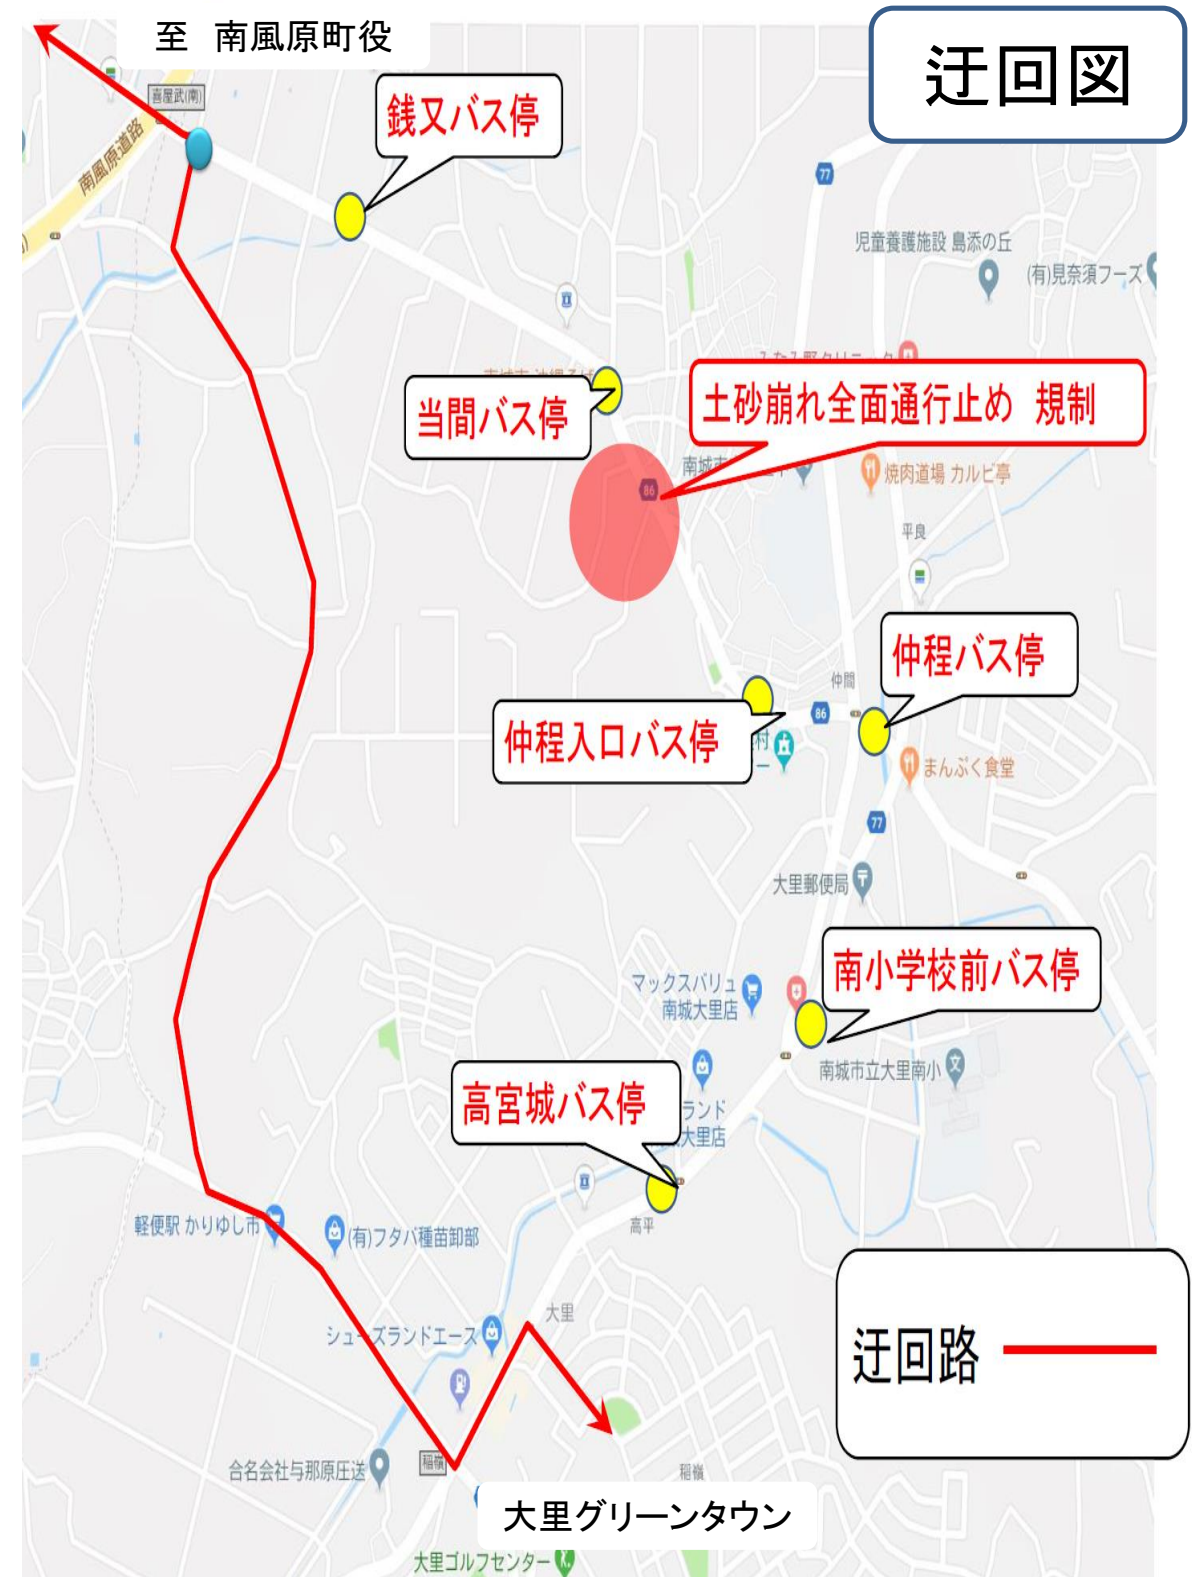 至 南風原町役
迂回図
喜屋武(南)
南風原道路
銭又バス停
77
児童養護施設 島添の丘
(有)見奈須フーズ
当間バス停
土砂崩れ全面通行止め 規制
86
焼肉道場 カルビ亭
平良
仲程バス停
仲間
仲程入口バス停
86
村
ー
まんぷく食堂
77
大里郵便局
南小学校前バス停
マックスバリュ
南城大里店
南城市立大里南小
高宮城バス停
ランド
大里店
高平
軽便駅 かりゆし市
(有)フタバ種苗卸部
大里
シューズランドエース
迂回路
合名会社与那原圧送
稲嶺
稲嶺
大里グリーンタウン
大里ゴルフセンター